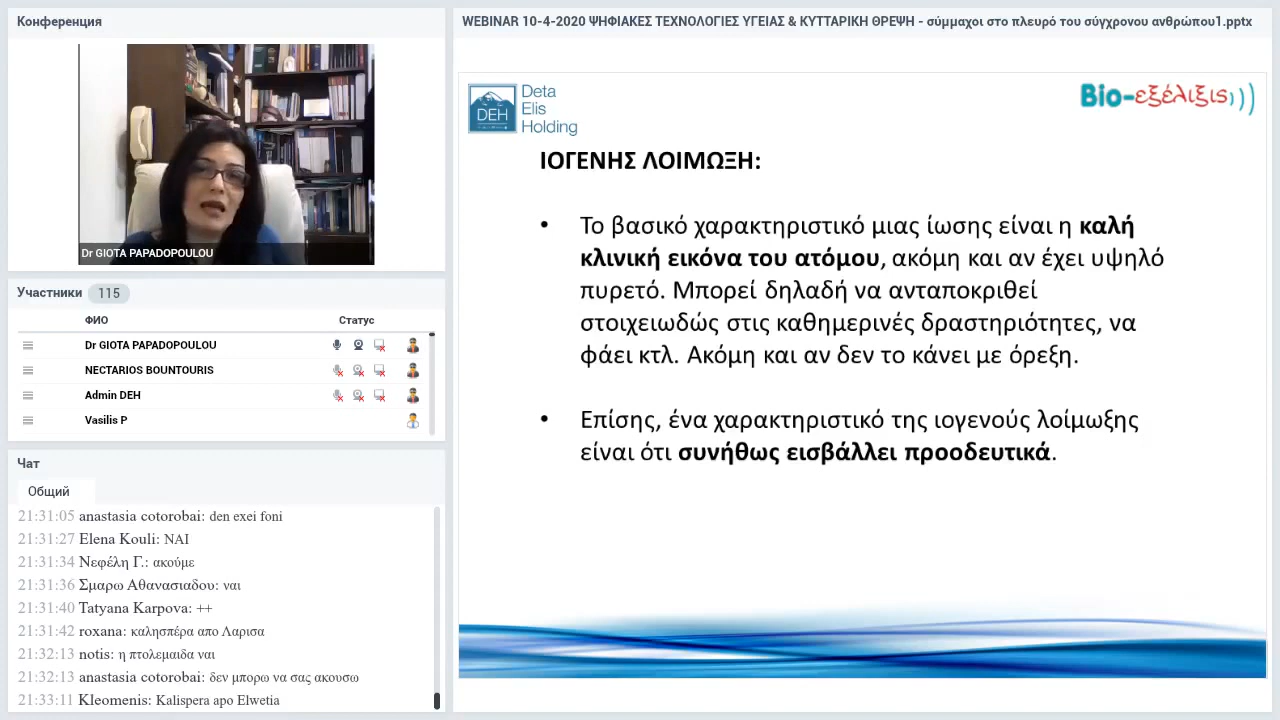 Конференция
Dr GIOTA PAPADOPOULOU
Участники 115
ФИО Статус
Dr GIOTA PAPADOPOULOU
NECTARIOS BOUNTOURIS
Admin DEH
Vasilis P
Чат
Общий
21:31:05 anastasia cotorobai: den exei foni
21:31:27 Elena Kouli: NAI
21:31:34 Νεφέλη Γ.: ακούμε
21:31:36 Σμαρω Αθανασιαδου: ναι
21:31:40 Tatyana Karpova: ++
21:31:42 roxana: καλησπέρα απο Λαρισα
21:32:13 notis: η πτολεμαιδα ναι
21:32:13 anastasia cotorobai: δεν μπορω να σας ακουσω
21:33:11 Kleomenis: Kalispera apo Elwetia
WEBINAR 10-4-2020 ΨΗΦΙΑΚΕΣ ΤΕΧΝΟΛΟΓΙΕΣ ΥΓΕΙΑΣ & ΚΥΤΤΑΡΙΚΗ ΘΡΕΨΗ - σύμμαχοι στο πλευρό του σύγχρονου ανθρώπου1.pptx
DEH
Deta
Elis
Holding
Bio-εξέλιξις
ΙΟΓΕΝΗΣ ΛΟΙΜΩΞΗ:
• Το βασικό χαρακτηριστικό μιας ίωσης είναι η καλή
κλινική εικόνα του ατόμου, ακόμη και αν έχει υψηλό
πυρετό. Μπορεί δηλαδή να ανταποκριθεί
στοιχειωδώς στις καθημερινές δραστηριότητες, να
φάει κτλ. Ακόμη και αν δεν το κάνει με όρεξη.
• Επίσης, ένα χαρακτηριστικό της ιογενούς λοίμωξης
είναι ότι συνήθως εισβάλλει προοδευτικά.